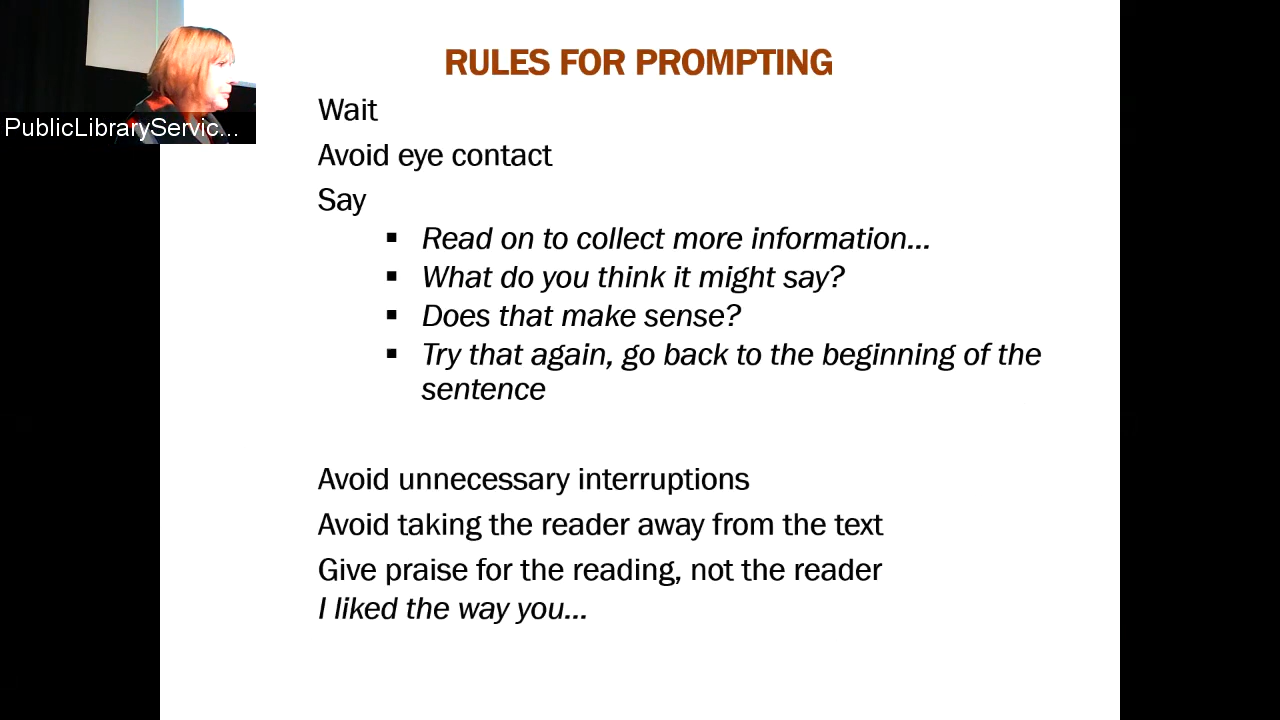 RULES FOR PROMPTING
Wait
Avoid eye contact
PublicLibraryServic...
Say
▪ Read on to collect more information...
▪ What do you think it might say?
▪ Does that make sense?
▪ Try that again, go back to the beginning of the
sentence
Avoid unnecessary interruptions
Avoid taking the reader away from the text
Give praise for the reading, not the reader
I liked the way you...